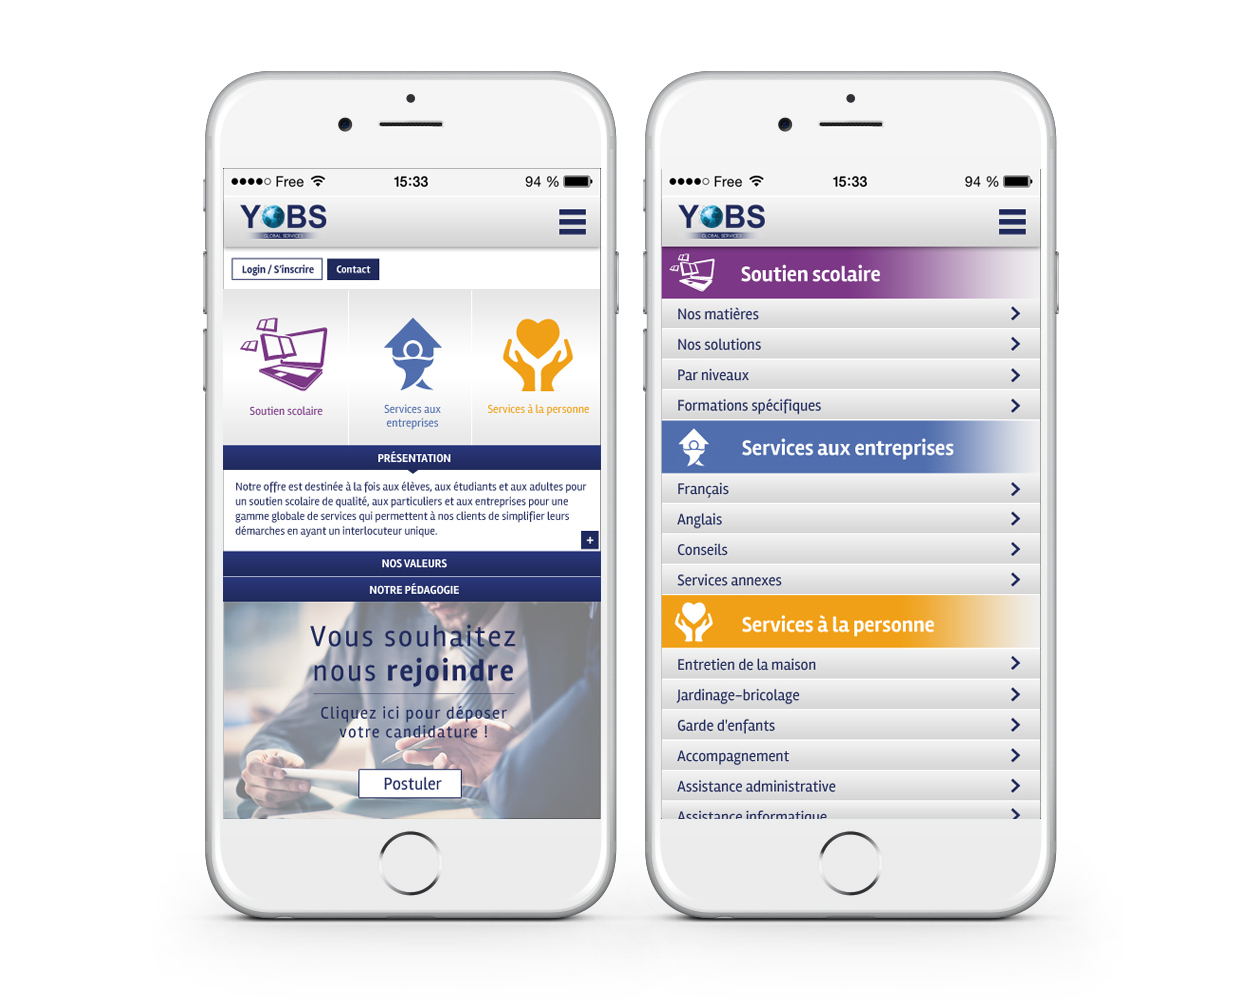 Free 15:33 94 %
YOBS
GLOBAL SERVICES
Login / S'inscrire Contact
Soutien scolaire
Services aux
entreprises
Services à la personne
PRÉSENTATION
Notre offre est destinée à la fois aux élèves, aux étudiants et aux adultes pour
un soutien scolaire de qualité, aux particuliers et aux entreprises pour une
gamme globale de services qui permettent à nos clients de simplifier leurs
démarches en ayant un interlocuteur unique.
+
NOS VALEURS
NOTRE PÉDAGOGIE
Vous souhaitez
nous rejoindre
Cliquez ici pour déposer
votre candidature !
Postuler
Free 15:33 94 %
YOBS
GLOBAL SERVICES
Soutien scolaire
Nos matières
Nos solutions
Par niveaux
Formations spécifiques
Services aux entreprises
Français
Anglais
Conseils
Services annexes
Services à la personne
Entretien de la maison
Jardinage-bricolage
Garde d'enfants
Accompagnement
Assistance administrative
Assistance informatique